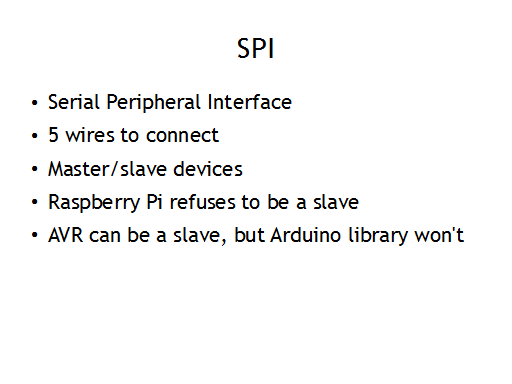 SPI
• Serial Peripheral Interface
• 5 wires to connect
• Master/slave devices
• Raspberry Pi refuses to be a slave
• AVR can be a slave, but Arduino library won't